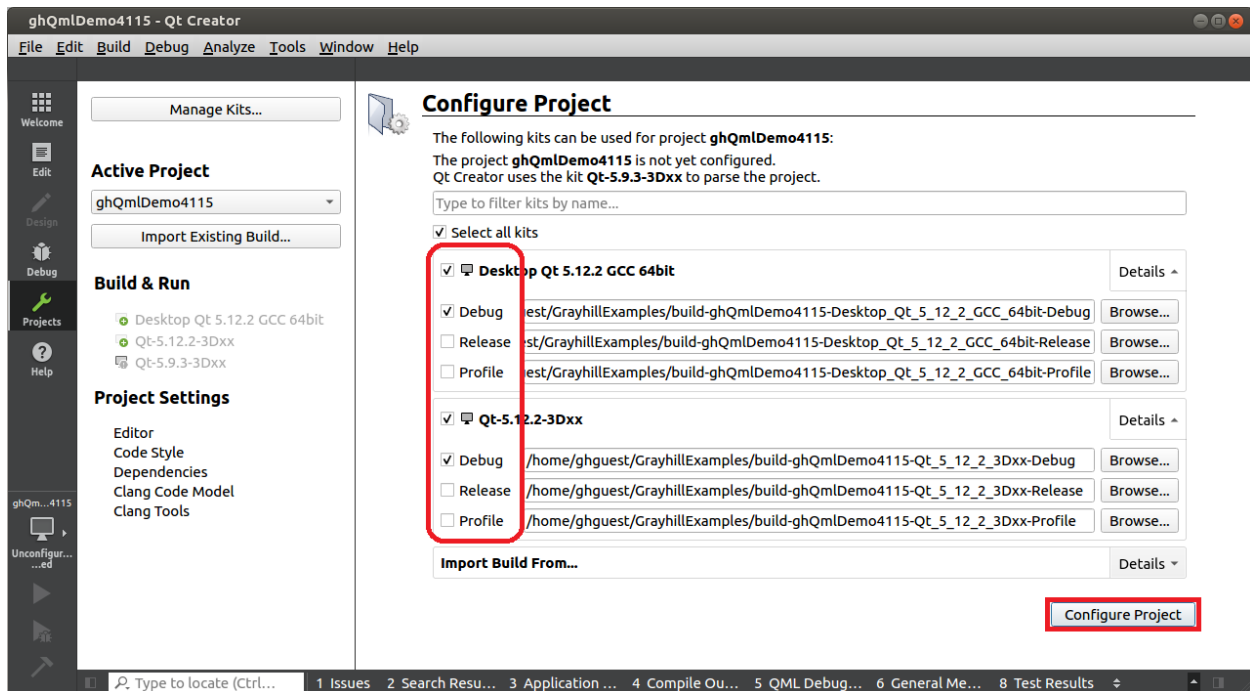 ghQmlDemo4115 - Qt Creator
File Edit Build Debug Analyze Tools Window Help
Welcome
Edit
Design
Debug
Projects
Help
ghQm...4115
Unconfigur...
...ed
Manage Kits...
Active Project
ghQmlDemo4115
Import Existing Build...
Build & Run
Desktop Qt 5.12.2 GCC 64bit
Qt-5.12.2-3Dxx
Qt-5.9.3-3Dxx
Project Settings
Editor
Code Style
Dependencies
Clang Code Model
Clang Tools
Configure Project
The following kits can be used for project ghQmlDemo4115:
The project ghQmlDemo4115 is not yet configured.
Qt Creator uses the kit Qt-5.9.3-3Dxx to parse the project.
Type to filter kits by name...
Select all kits
Desktop Qt 5.12.2 GCC 64bit Details
Debug est/GrayhillExamples/build-ghQmlDemo4115-Desktop_Qt_5_12_2_GCC_64bit-Debug Browse...
Release st/GrayhillExamples/build-ghQmlDemo4115-Desktop_Qt_5_12_2_GCC_64bit-Release Browse...
Profile est/GrayhillExamples/build-ghQmlDemo4115-Desktop_Qt_5_12_2_GCC_64bit-Profile Browse...
Qt-5.12.2-3Dxx Details
Debug /home/ghguest/GrayhillExamples/build-ghQmlDemo4115-Qt_5_12_2_3Dxx-Debug Browse...
Release /home/ghguest/GrayhillExamples/build-ghQmlDemo4115-Qt_5_12_2_3Dxx-Release Browse...
Profile /home/ghguest/GrayhillExamples/build-ghQmlDemo4115-Qt_5_12_2_3Dxx-Profile Browse...
Import Build From... Details
Configure Project
Type to locate (Ctrl... 1 Issues 2 Search Resu... 3 Application ... 4 Compile Ou... 5 QML Debug... 6 General Me... 8 Test Results